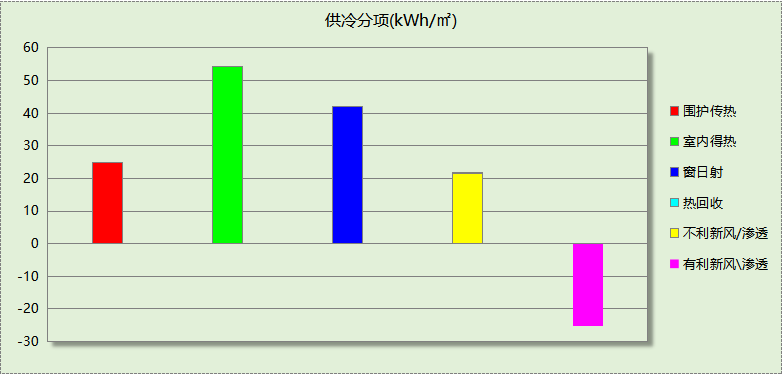 供冷分项(kWh/㎡)
60
50
40
30
20
10
0
-10
-20
-30
围护传热
室内得热
窗日射
热回收
不利新风/渗透
有利新风\渗透